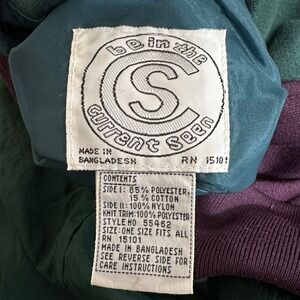 be in the
CS
current seen
MADE IN
BANGLADESH
RN 15101
CONTENTS
SIDE I: 85% POLYESTER,
15% COTTON
SIDE II: 100% NYLON
KNIT TRIM: 100% POLYESTER
STYLE NO 55462
SIZE: ONE SIZE FITS ALL
RN 15101
MADE IN BANGLADESH
SEE REVERSE SIDE FOR
CARE INSTRUCTIONS